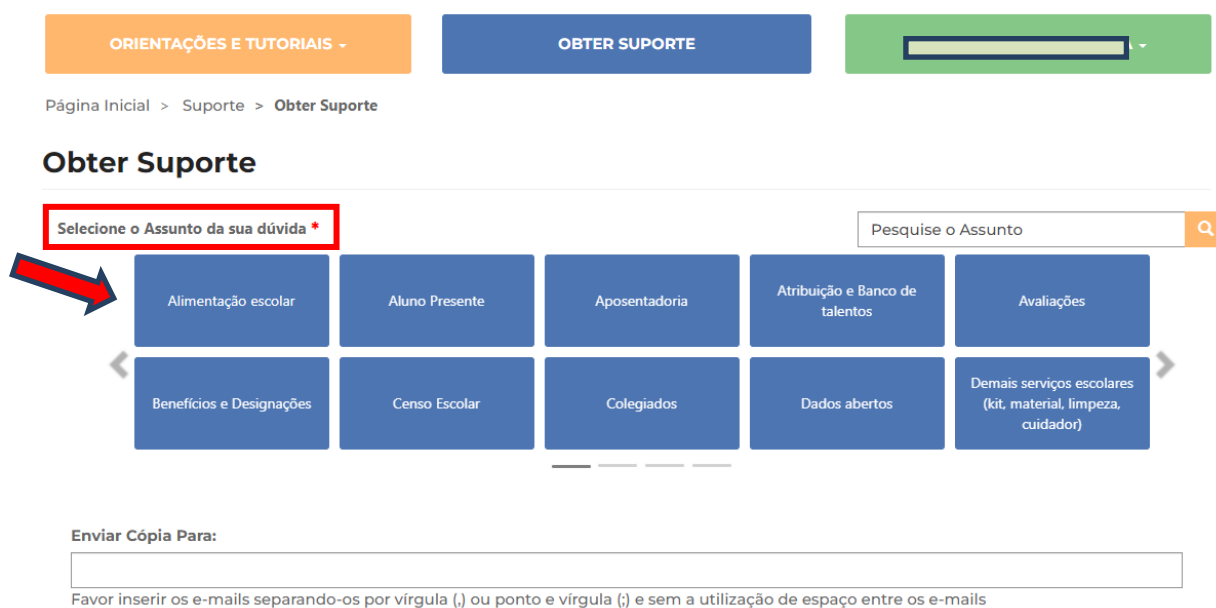 ORIENTAÇÕES E TUTORIAIS
OBTER SUPORTE
Página Inicial > Suporte > Obter Suporte
Obter Suporte
Selecione o Assunto da sua dúvida *
Pesquise o Assunto
Alimentação escolar
Aluno Presente
Aposentadoria
Atribuição e Banco de
talentos
Avaliações
Benefícios e Designações
Censo Escolar
Colegiados
Dados abertos
Demais serviços escolares
(kit, material, limpeza,
cuidador)
Enviar Cópia Para:
Favor inserir os e-mails separando-os por vírgula (,) ou ponto e vírgula (;) e sem a utilização de espaço entre os e-mails